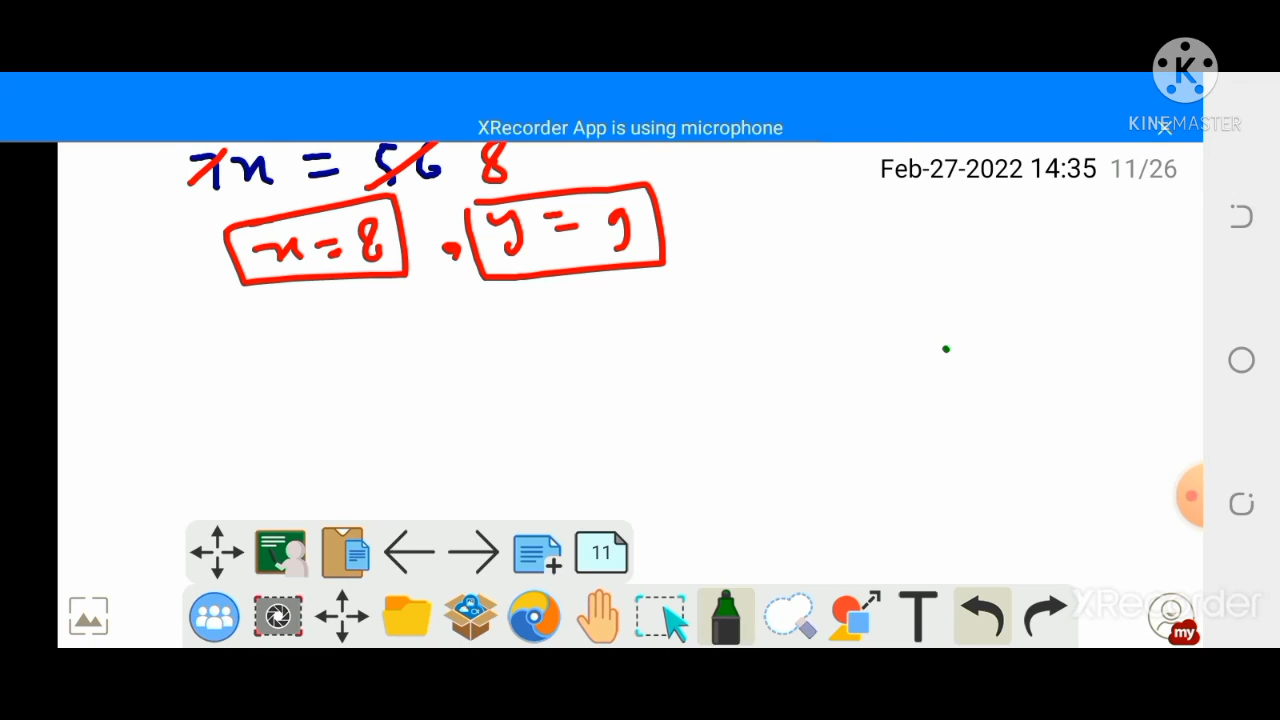 KINEMASTER
XRecorder App is using microphone
7x = 56 8
Feb-27-2022 14:35 11/26
x = 8 , y = 9
11
T
XRecorder
my